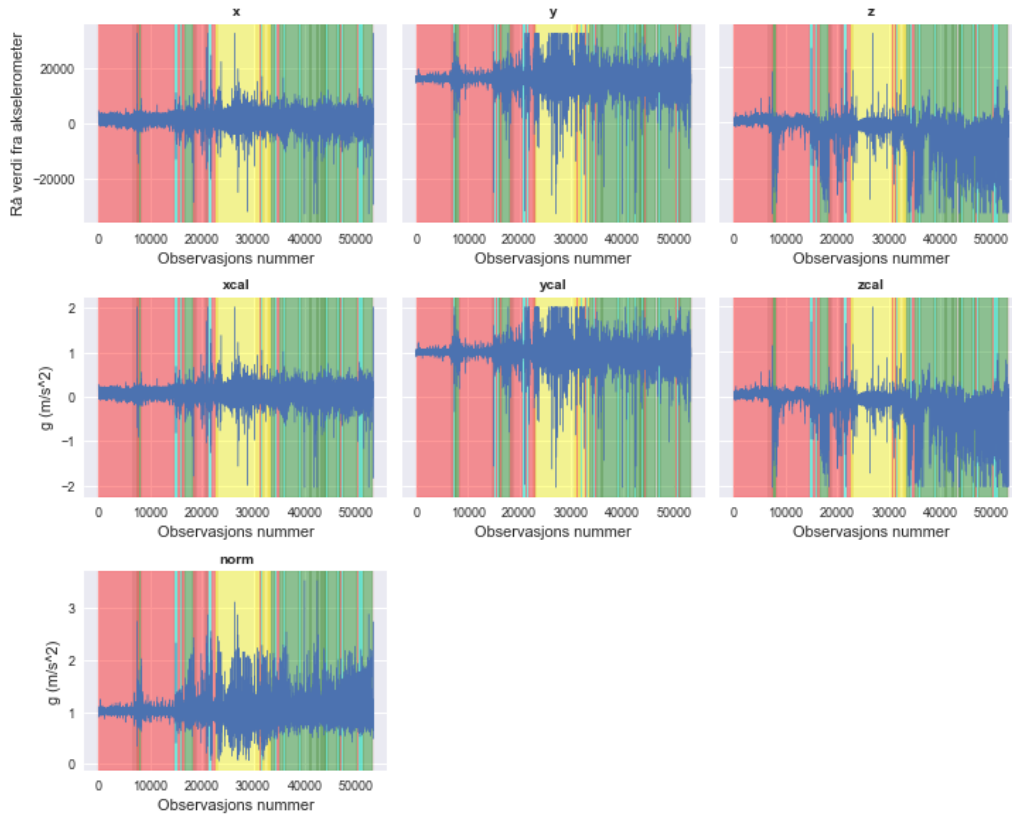 x y z
Rå verdi fra akselerometer
20000
0
−20000
0 10000 20000 30000 40000 50000 0 10000 20000 30000 40000 50000 0 10000 20000 30000 40000 50000
Observasjons nummer Observasjons nummer Observasjons nummer
xcal ycal zcal
g (m/s^2)
2
1
0
−1
−2
0 10000 20000 30000 40000 50000 0 10000 20000 30000 40000 50000 0 10000 20000 30000 40000 50000
Observasjons nummer Observasjons nummer Observasjons nummer
norm
g (m/s^2)
3
2
1
0
0 10000 20000 30000 40000 50000
Observasjons nummer